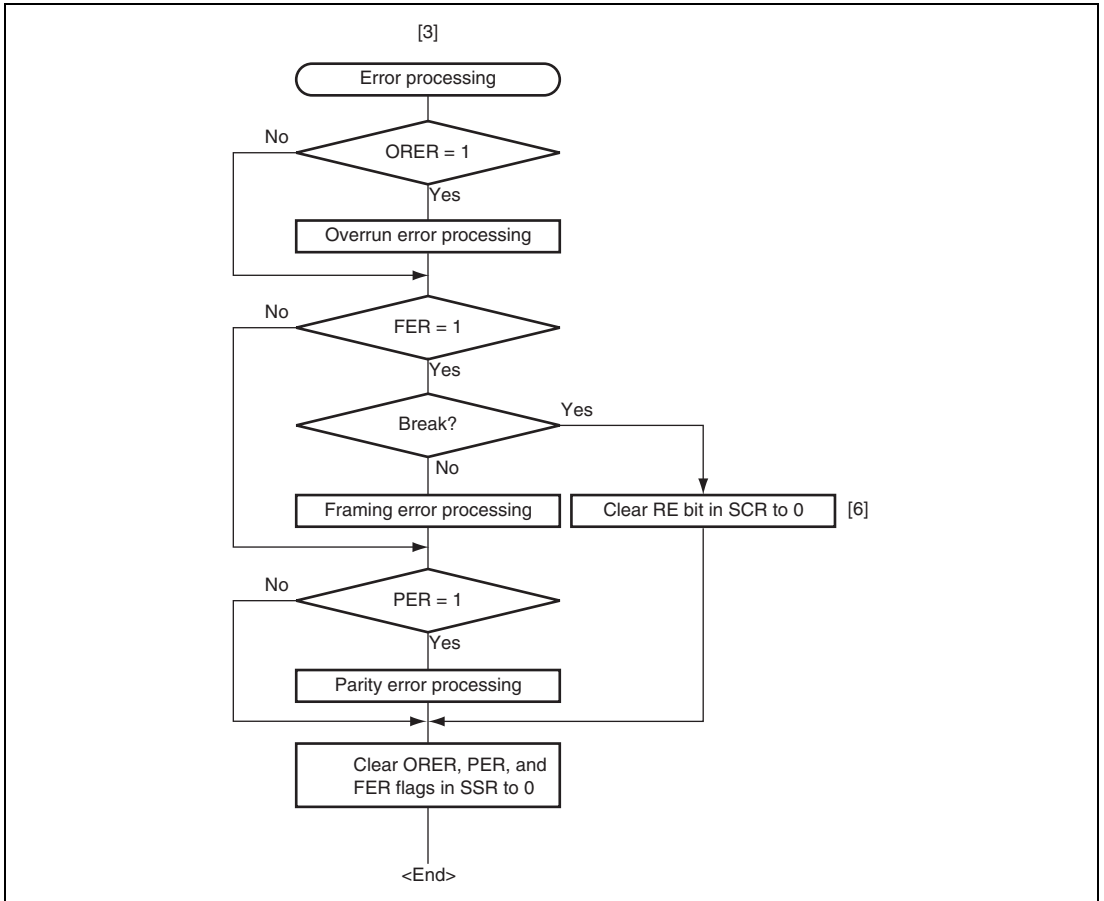 [3]
Error processing
No
ORER = 1
Yes
Overrun error processing
No
FER = 1
Yes
Break?
Yes
No
Framing error processing
Clear RE bit in SCR to 0
[6]
No
PER = 1
Yes
Parity error processing
Clear ORER, PER, and
FER flags in SSR to 0
<End>